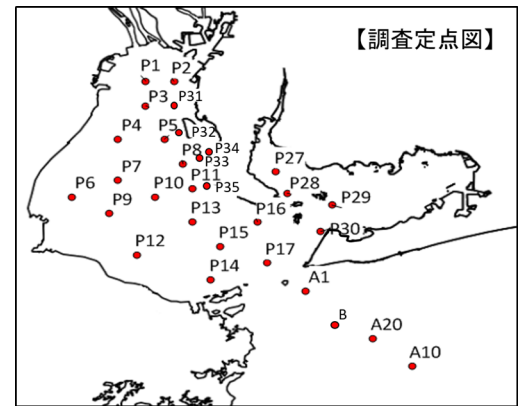 【調査定点図】
P1 P2
P3 P31
P4 P5 P32
P8 P34
P33
P7 P11 P35
P6 P10
P9 P13
P12 P15
P14
P27
P28
P29
P16
P30
P17
A1
B
A20
A10